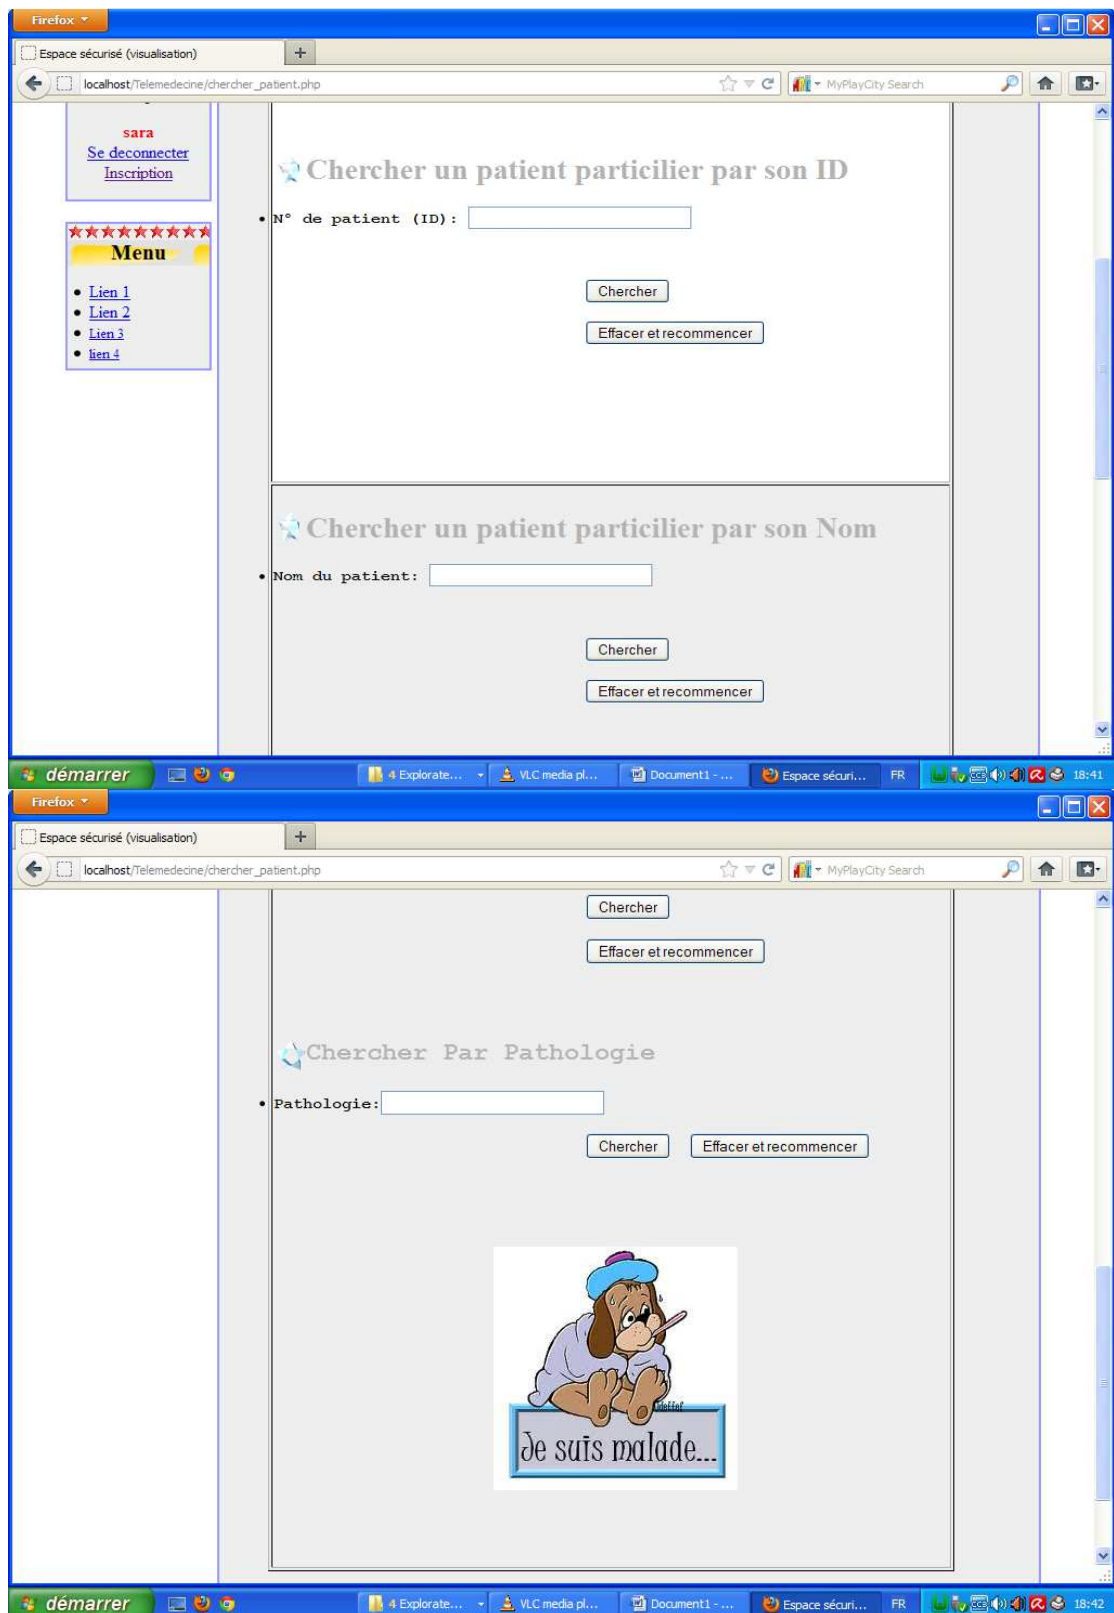 Firefox
Espace sécurisé (visualisation)
localhost/Telemedecine/chercher_patient.php
MyPlayCity Search
sara
Se deconnecter
Inscription
Menu
Lien 1
Lien 2
Lien 3
lien 4
Chercher un patient particilier par son ID
N° de patient (ID):
Chercher
Effacer et recommencer
Chercher un patient particilier par son Nom
Nom du patient:
Chercher
Effacer et recommencer
démarrer 4 Explorate... VLC media pl... Document1 - ... Espace sécuri... FR 18:41
Firefox
Espace sécurisé (visualisation)
localhost/Telemedecine/chercher_patient.php
MyPlayCity Search
Chercher
Effacer et recommencer
Chercher Par Pathologie
Pathologie:
Chercher Effacer et recommencer
Je suis malade...
démarrer 4 Explorate... VLC media pl... Document1 - ... Espace sécuri... FR 18:42